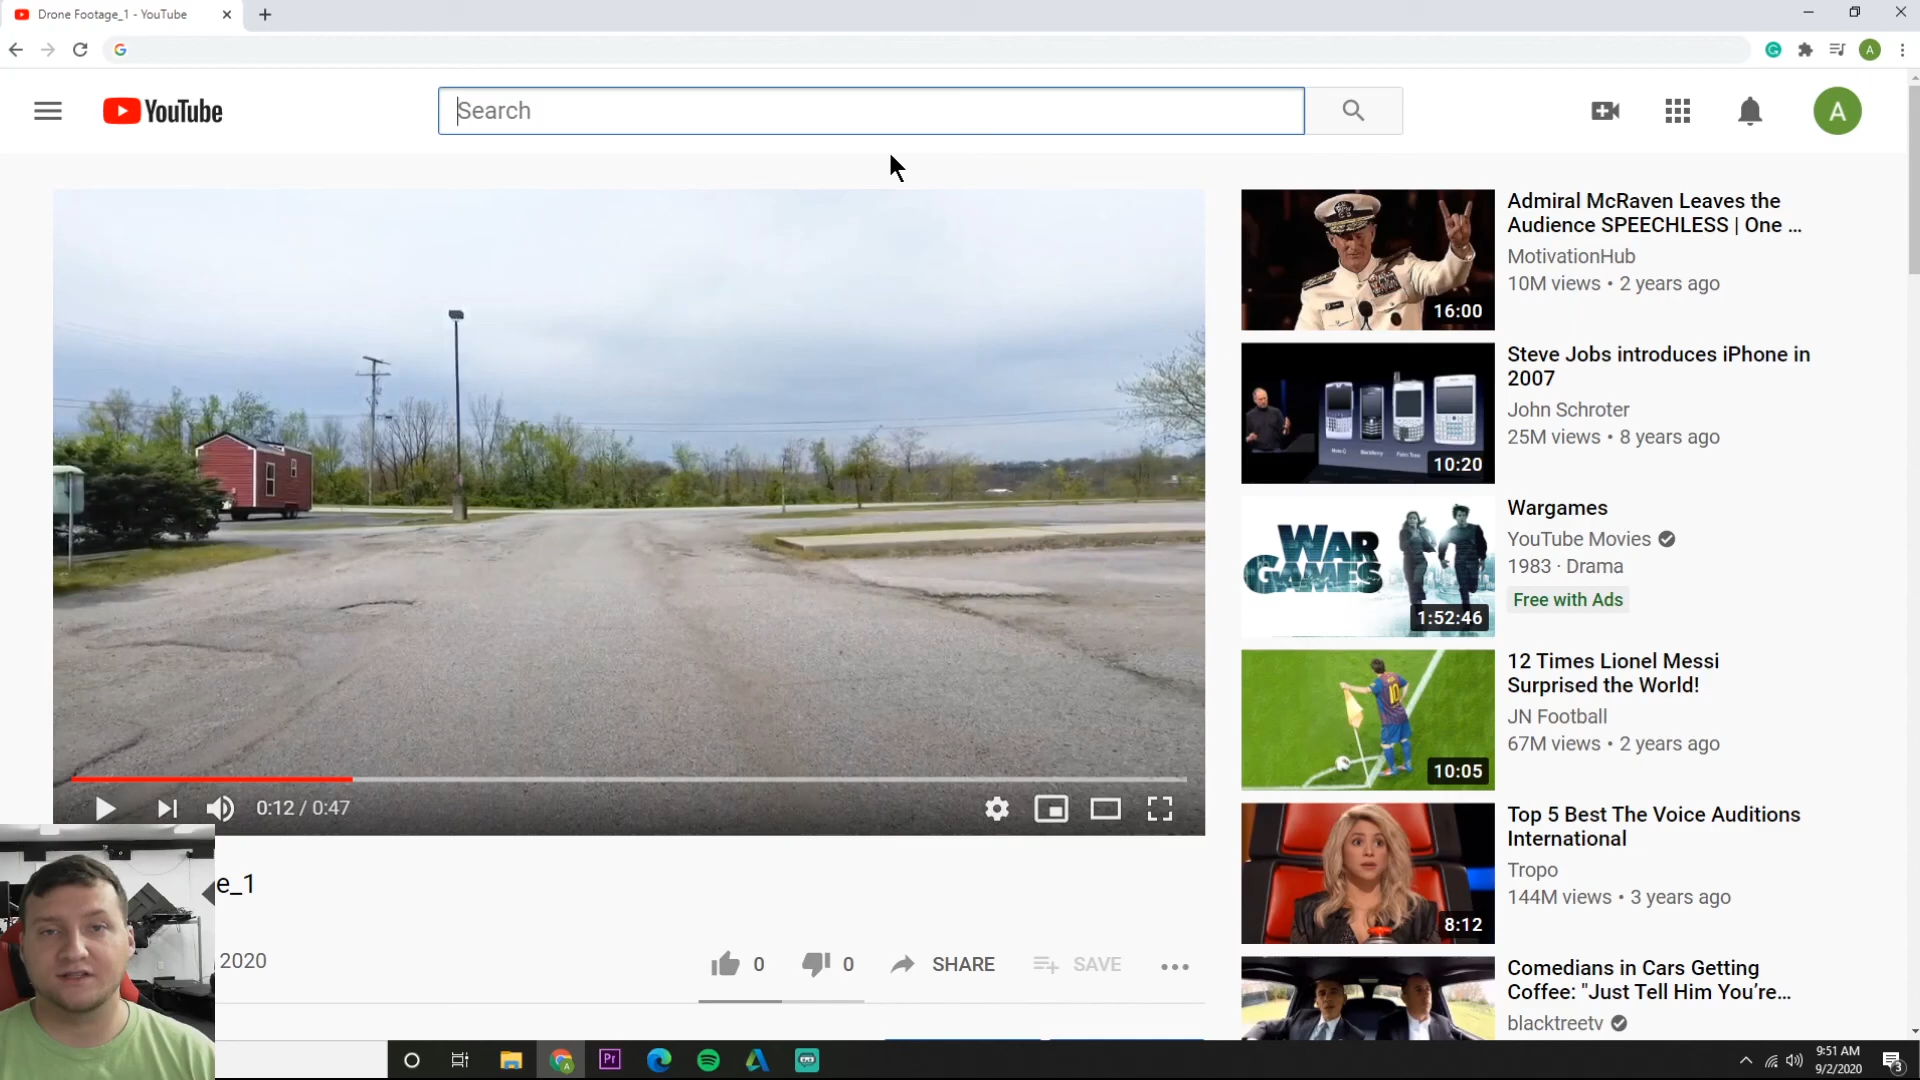 Drone Footage_1 - YouTube
YouTube
Search
A
A
Admiral McRaven Leaves the
Audience SPEECHLESS | One ...
MotivationHub
10M views • 2 years ago
16:00
Steve Jobs introduces iPhone in
2007
John Schroter
25M views • 8 years ago
10:20
Wargames
YouTube Movies
1983 · Drama
Free with Ads
WAR
GAMES
1:52:46
12 Times Lionel Messi
Surprised the World!
JN Football
67M views • 2 years ago
10
10:05
Top 5 Best The Voice Auditions
International
Tropo
144M views • 3 years ago
8:12
Comedians in Cars Getting
Coffee: "Just Tell Him You're...
blacktreetv
0:12 / 0:47
e_1
2020
0
0
SHARE
SAVE
Pr
9:51 AM
9/2/2020
3